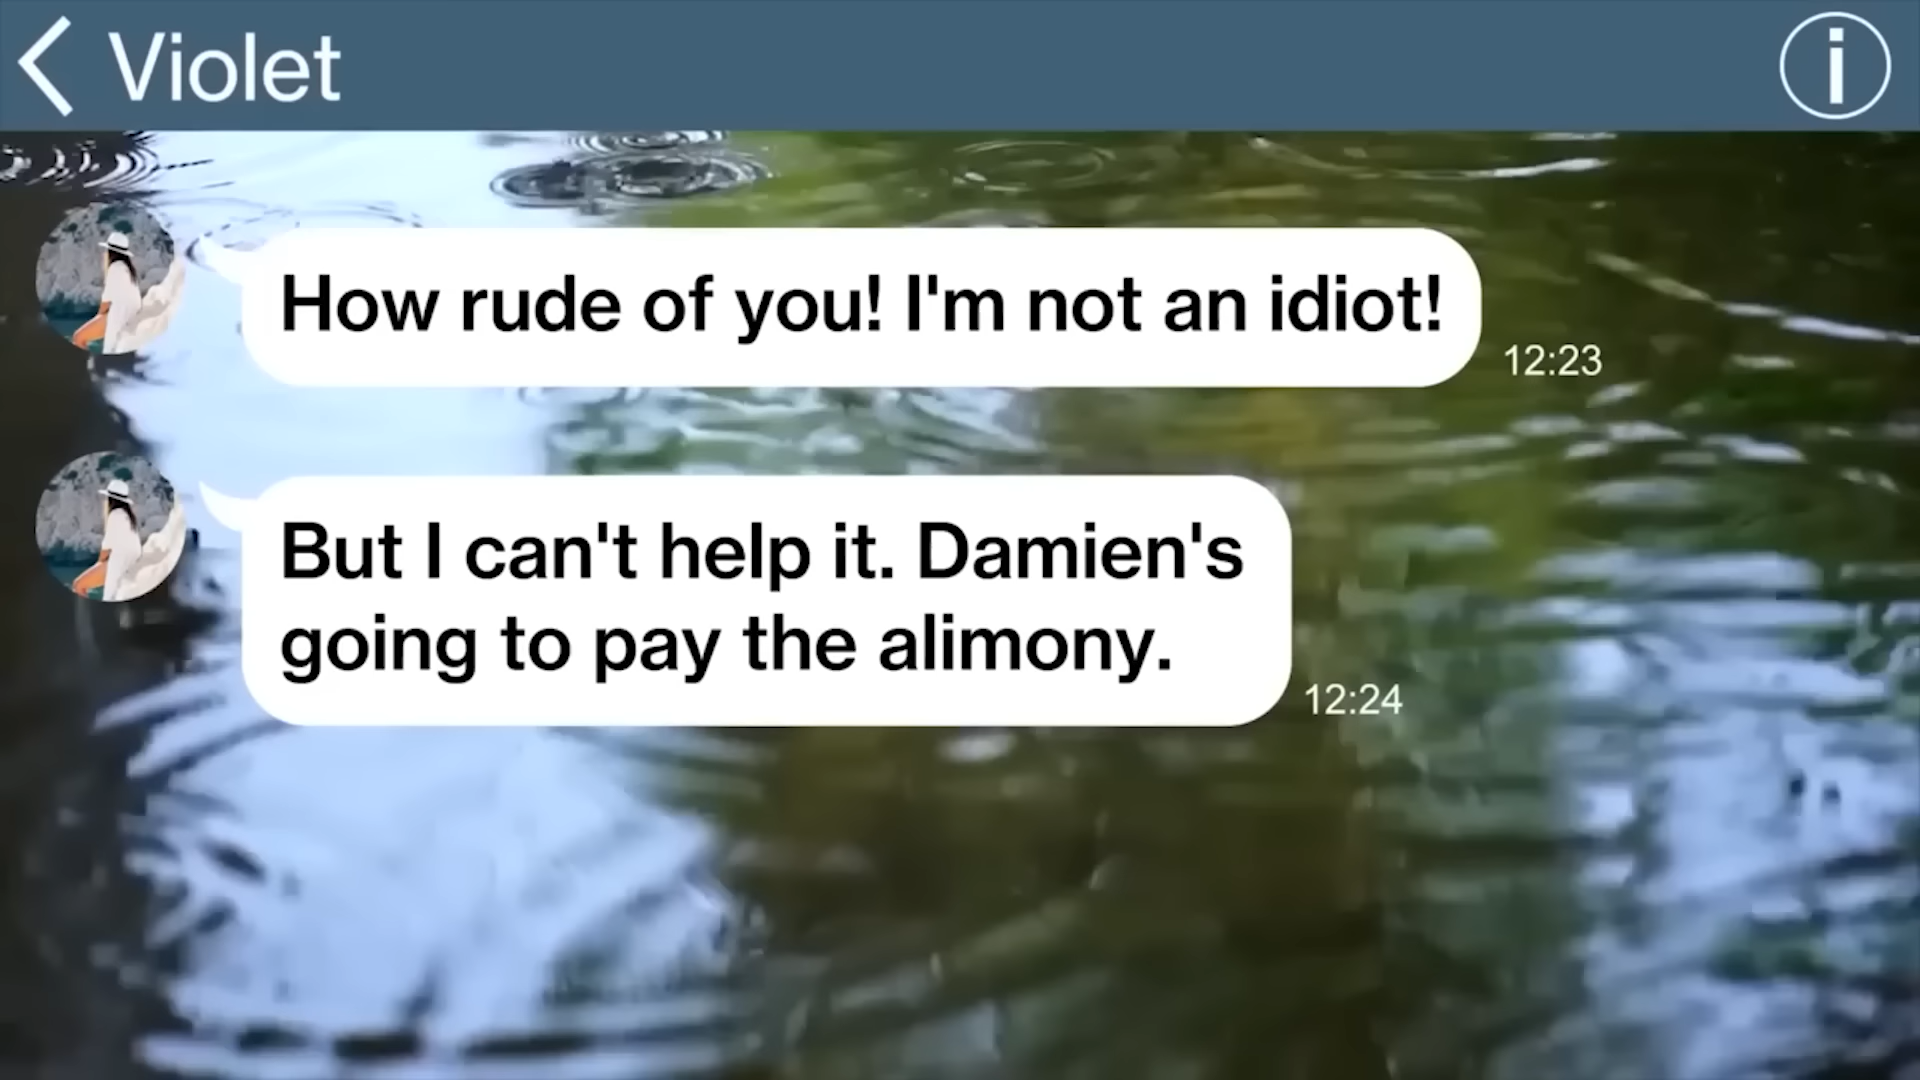 Violet
How rude of you! I'm not an idiot!
12:23
But I can't help it. Damien's
going to pay the alimony.
12:24